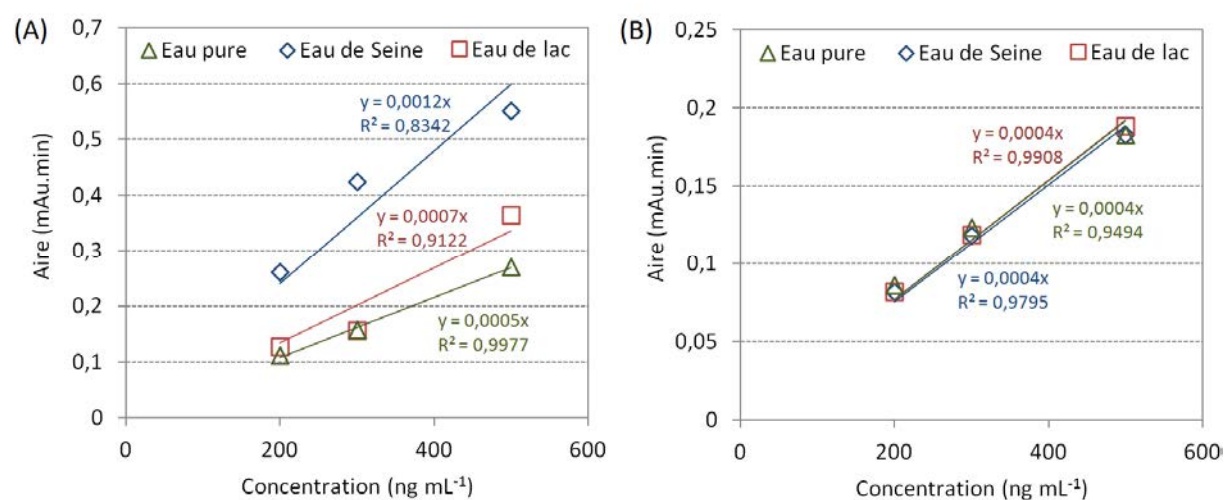 (A)
0,7
Eau pure Eau de Seine Eau de lac
0,6
y = 0,0012x
R² = 0,8342
0,5
0,4
y = 0,0007x
R² = 0,9122
0,3
0,2
y = 0,0005x
R² = 0,9977
0,1
0
0 200 400 600
Aire (mAu.min)
Concentration (ng mL⁻¹)
(B)
0,25
Eau pure Eau de Seine Eau de lac
0,2
y = 0,0004x
R² = 0,9908
0,15
y = 0,0004x
R² = 0,9494
0,1
y = 0,0004x
R² = 0,9795
0,05
0
0 200 400 600
Aire (mAu.min)
Concentration (ng mL⁻¹)